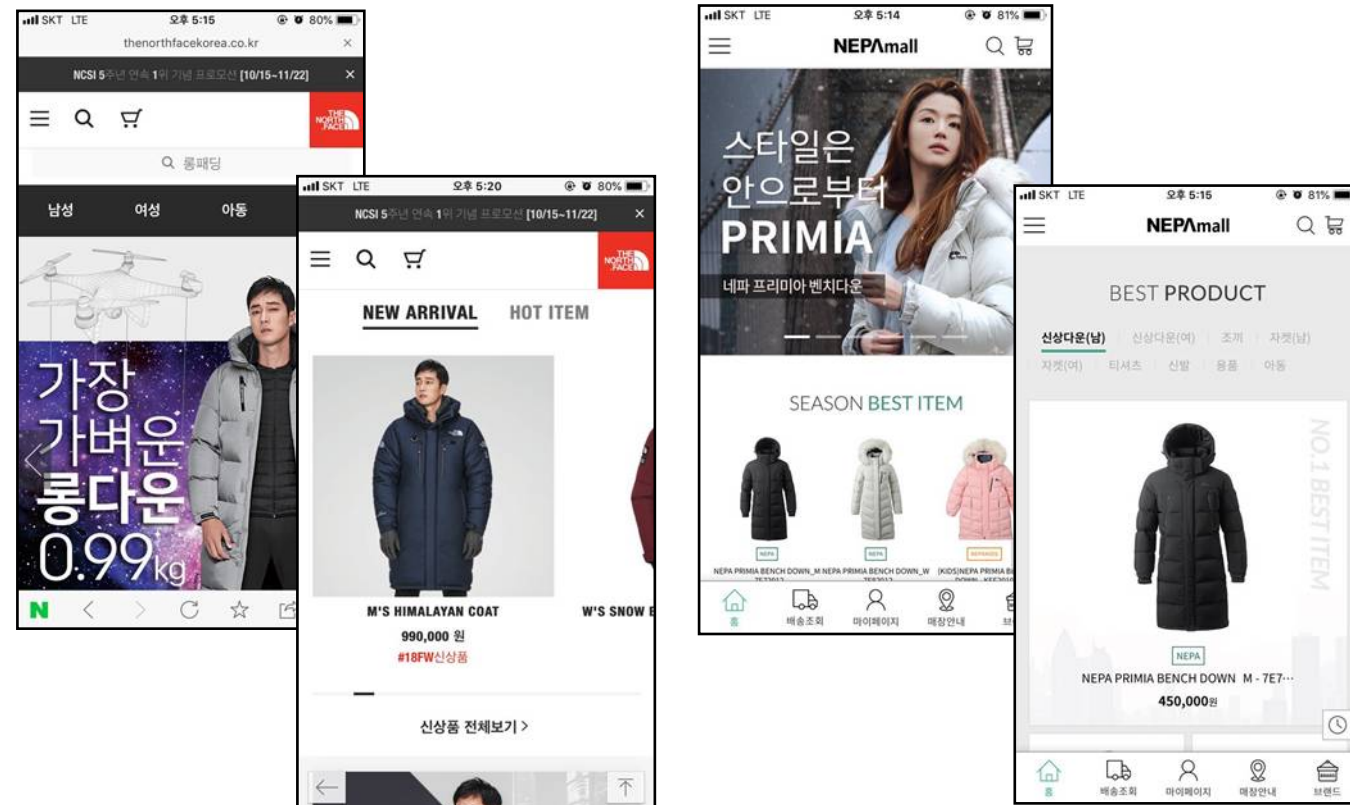 SKT LTE 오후 5:15 80%
thenorthfacekorea.co.kr ×
NCSI 5주년 연속 1위 기념 프로모션 [10/15~11/22] ×
THE
NORTH
FACE
롱패딩
남성 여성 아동
가장
가벼운
롱다운
0.99kg
N
SKT LTE 오후 5:20 80%
NCSI 5주년 연속 1위 기념 프로모션 [10/15~11/22] ×
THE
NORTH
FACE
NEW ARRIVAL HOT ITEM
M'S HIMALAYAN COAT W'S SNOW
990,000 원
#18FW신상품
신상품 전체보기 >
SKT LTE 오후 5:14 81%
NEPAmall
스타일은
안으로부터
PRIMIA
네파 프리미아 벤치다운
SEASON BEST ITEM
NEPA NEPA NEPAKIDS
NEPA PRIMIA BENCH DOWN_M NEPA PRIMIA BENCH DOWN_W (KIDS)NEPA PRIMIA
홈 배송조회 마이페이지 매장안내
SKT LTE 오후 5:15 81%
NEPAmall
BEST PRODUCT
신상다운(남) 신상다운(여) 조끼 자켓(남)
자켓(여) 티셔츠 신발 용품 아동
NO.1 BEST ITEM
NEPA
NEPA PRIMIA BENCH DOWN M - 7E7…
450,000원
홈 배송조회 마이페이지 매장안내 브랜드